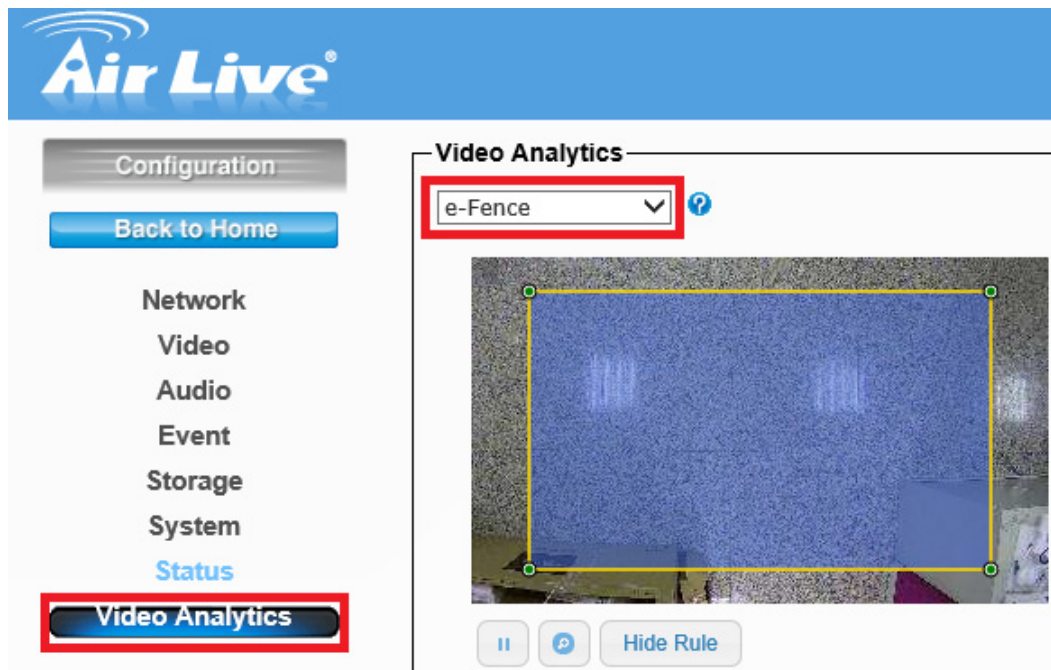 Air Live®
Configuration
Back to Home
Network
Video
Audio
Event
Storage
System
Status
Video Analytics
Video Analytics
e-Fence
?
Hide Rule